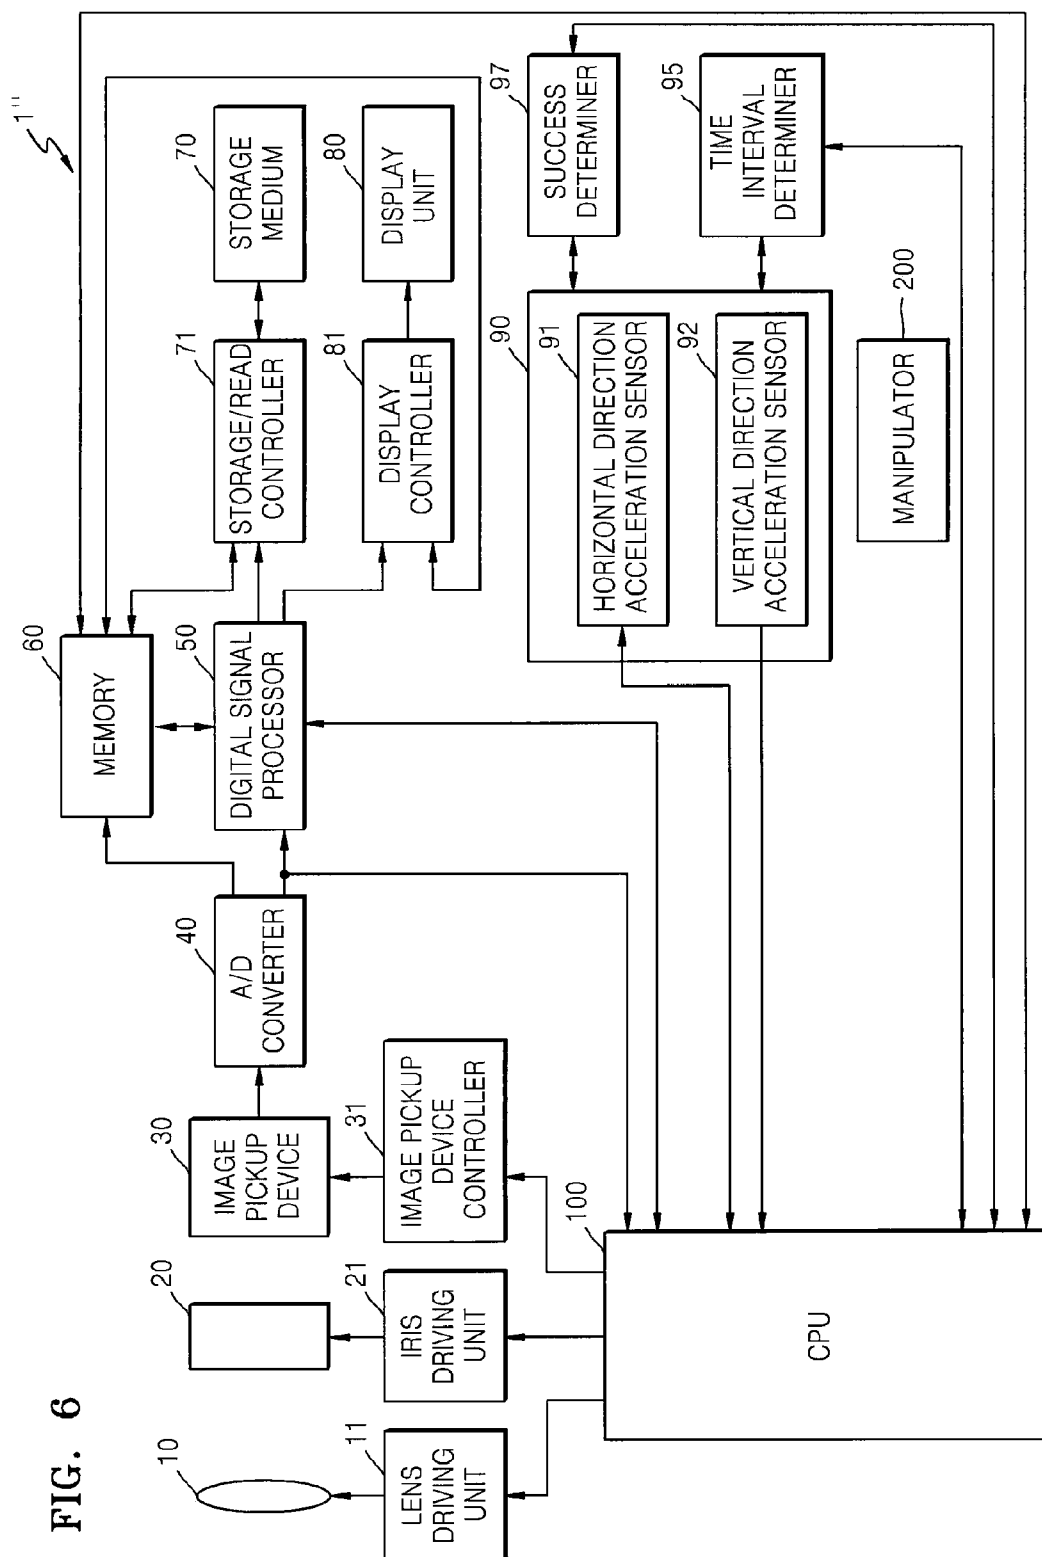 FIG. 6
1''
10
20
30
IMAGE
PICKUP
DEVICE
40
A/D
CONVERTER
60
MEMORY
50
DIGITAL SIGNAL
PROCESSOR
71
STORAGE/READ
CONTROLLER
70
STORAGE
MEDIUM
81
DISPLAY
CONTROLLER
80
DISPLAY
UNIT
11
LENS
DRIVING
UNIT
21
IRIS
DRIVING
UNIT
31
IMAGE PICKUP
DEVICE
CONTROLLER
90
91
HORIZONTAL DIRECTION
ACCELERATION SENSOR
92
VERTICAL DIRECTION
ACCELERATION SENSOR
97
SUCCESS
DETERMINER
95
TIME
INTERVAL
DETERMINER
100
CPU
200
MANIPULATOR